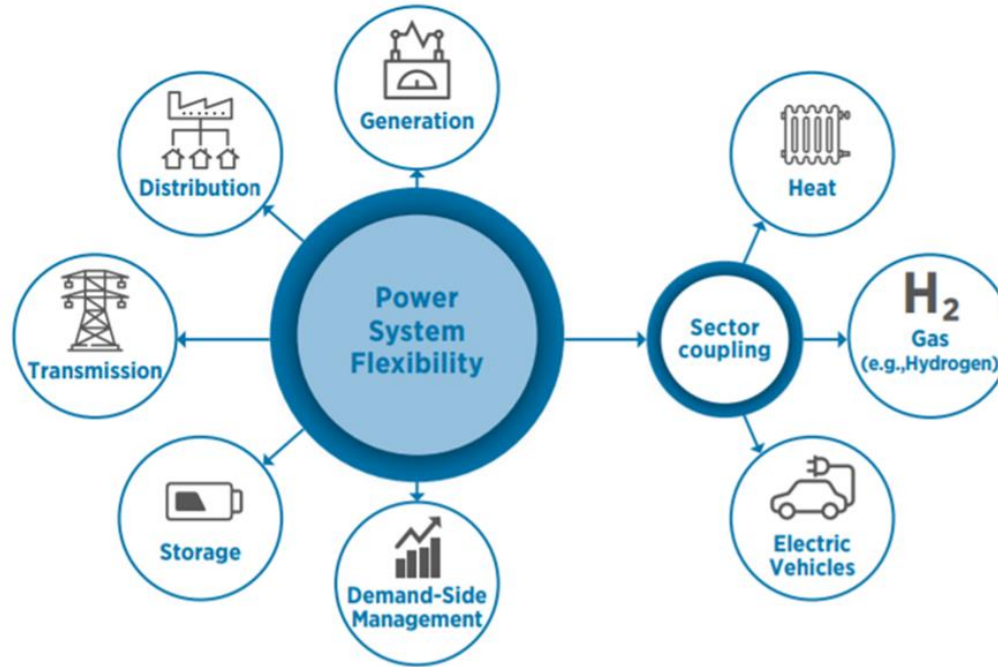 Generation
Distribution
Transmission
Storage
Demand-Side
Management
Power
System
Flexibility
Sector
coupling
Heat
H2
Gas
(e.g.,Hydrogen)
Electric
Vehicles